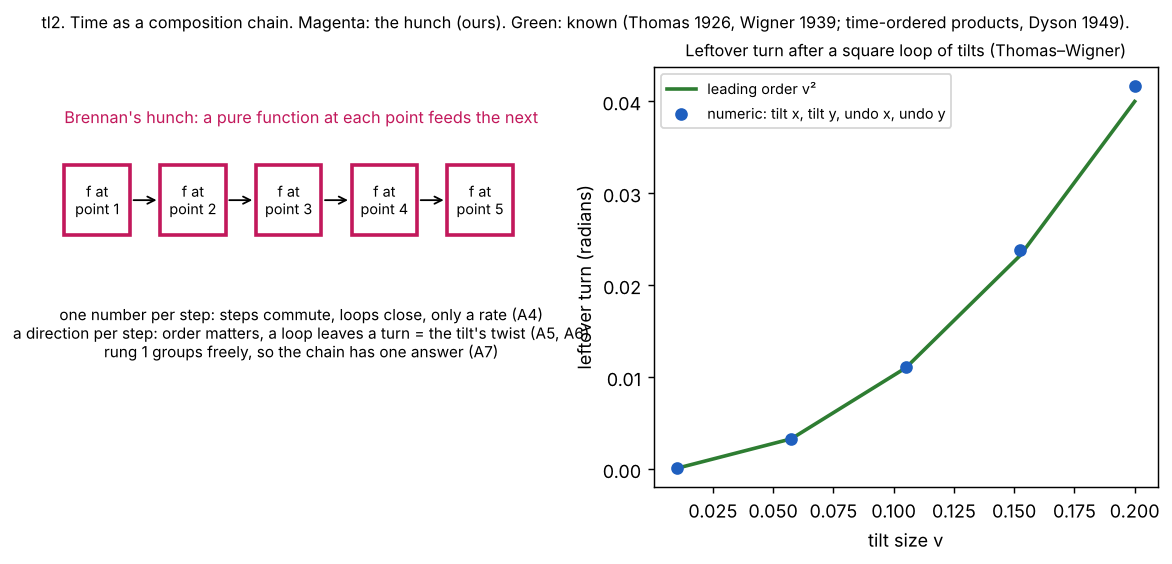 tl2. Time as a composition chain. Magenta: the hunch (ours). Green: known (Thomas 1926, Wigner 1939; time-ordered products, Dyson 1949).
Brennan's hunch: a pure function at each point feeds the next
f at
point 1
f at
point 2
f at
point 3
f at
point 4
f at
point 5
one number per step: steps commute, loops close, only a rate (A4)
a direction per step: order matters, a loop leaves a turn = the tilt's twist (A5, A6)
rung 1 groups freely, so the chain has one answer (A7)
Leftover turn after a square loop of tilts (Thomas–Wigner)
leading order v²
numeric: tilt x, tilt y, undo x, undo y
leftover turn (radians)
0.04
0.03
0.02
0.01
0.00
0.025 0.050 0.075 0.100 0.125 0.150 0.175 0.200
tilt size v